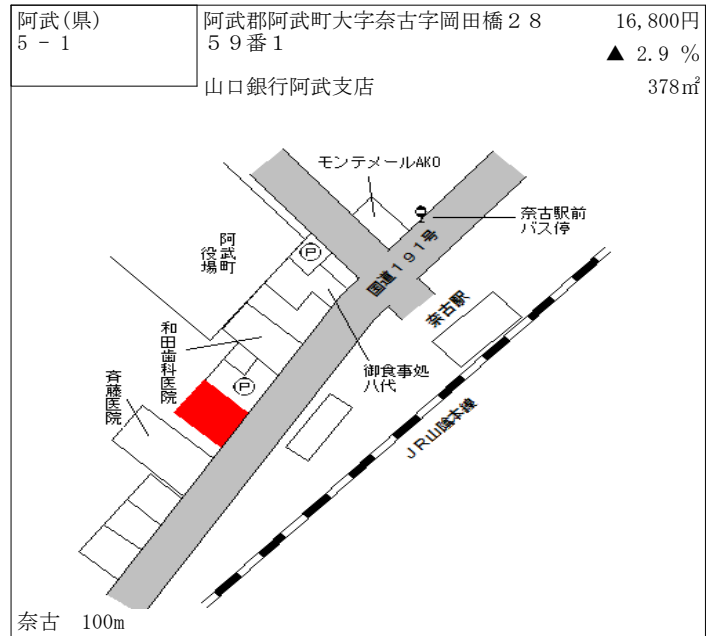 阿武(県)
5 - 1
阿武郡阿武町大字奈古字岡田橋２８
５９番１
山口銀行阿武支店
16,800円
▲ 2.9 %
378㎡
モンテメールAKO
奈古駅前
バス停
阿武町
役場
P
国道１９１号
奈古駅
和田歯科医院
御食事処
八代
P
斉藤医院
ＪＲ山陰本線
奈古 100m